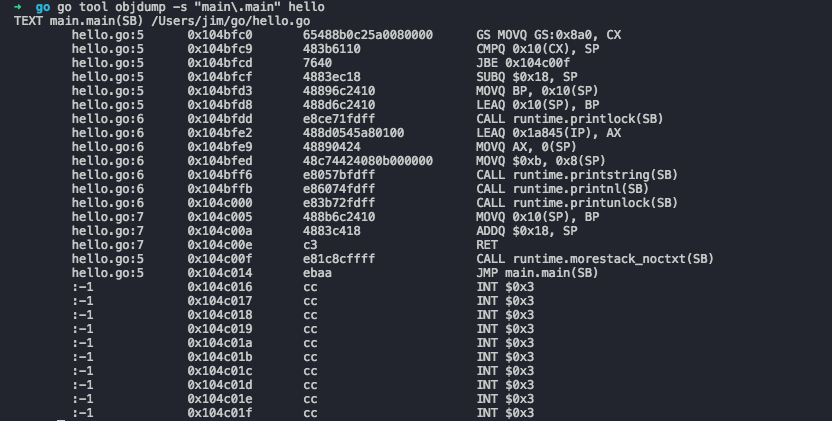 → go go tool objdump -s "main\.main" hello
TEXT main.main(SB) /Users/jim/go/hello.go
hello.go:5 0x104bfc0 65488b0c25a0080000 GS MOVQ GS:0x8a0, CX
hello.go:5 0x104bfc9 483b6110 CMPQ 0x10(CX), SP
hello.go:5 0x104bfcd 7640 JBE 0x104c00f
hello.go:5 0x104bfcf 4883ec18 SUBQ $0x18, SP
hello.go:5 0x104bfd3 48896c2410 MOVQ BP, 0x10(SP)
hello.go:5 0x104bfd8 488d6c2410 LEAQ 0x10(SP), BP
hello.go:6 0x104bfdd e8ce71fdff CALL runtime.printlock(SB)
hello.go:6 0x104bfe2 488d0545a80100 LEAQ 0x1a845(IP), AX
hello.go:6 0x104bfe9 48890424 MOVQ AX, 0(SP)
hello.go:6 0x104bfed 48c74424080b000000 MOVQ $0xb, 0x8(SP)
hello.go:6 0x104bff6 e8057bfdff CALL runtime.printstring(SB)
hello.go:6 0x104bffb e86074fdff CALL runtime.printnl(SB)
hello.go:6 0x104c000 e83b72fdff CALL runtime.printunlock(SB)
hello.go:7 0x104c005 488b6c2410 MOVQ 0x10(SP), BP
hello.go:7 0x104c00a 4883c418 ADDQ $0x18, SP
hello.go:7 0x104c00e c3 RET
hello.go:5 0x104c00f e81c8cffff CALL runtime.morestack_noctxt(SB)
hello.go:5 0x104c014 ebaa JMP main.main(SB)
:-1 0x104c016 cc INT $0x3
:-1 0x104c017 cc INT $0x3
:-1 0x104c018 cc INT $0x3
:-1 0x104c019 cc INT $0x3
:-1 0x104c01a cc INT $0x3
:-1 0x104c01b cc INT $0x3
:-1 0x104c01c cc INT $0x3
:-1 0x104c01d cc INT $0x3
:-1 0x104c01e cc INT $0x3
:-1 0x104c01f cc INT $0x3